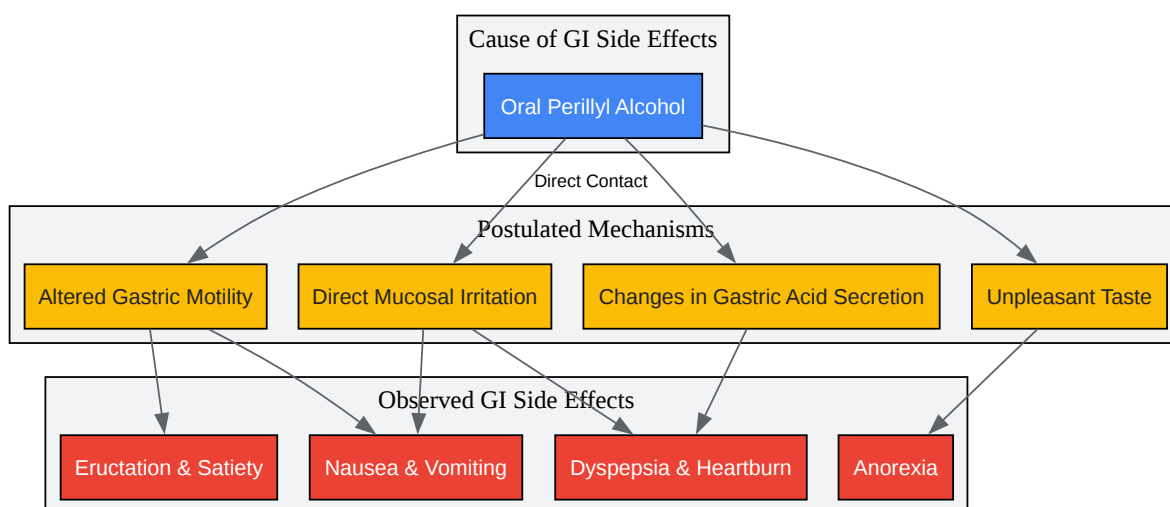 Cause of GI Side Effects
Oral Perillyl Alcohol
Direct Contact
Postulated Mechanisms
Altered Gastric Motility
Direct Mucosal Irritation
Changes in Gastric Acid Secretion
Unpleasant Taste
Observed GI Side Effects
Eructation & Satiety
Nausea & Vomiting
Dyspepsia & Heartburn
Anorexia